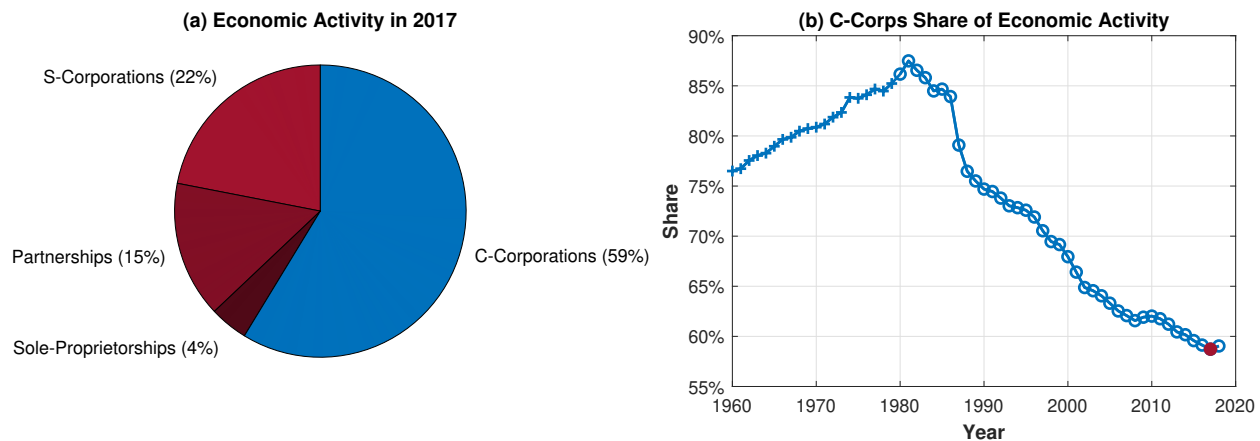 (a) Economic Activity in 2017
S-Corporations (22%)
Partnerships (15%)
Sole-Proprietorships (4%)
C-Corporations (59%)
(b) C-Corps Share of Economic Activity
90%
85%
80%
75%
70%
65%
60%
55%
Share
1960 1970 1980 1990 2000 2010 2020
Year